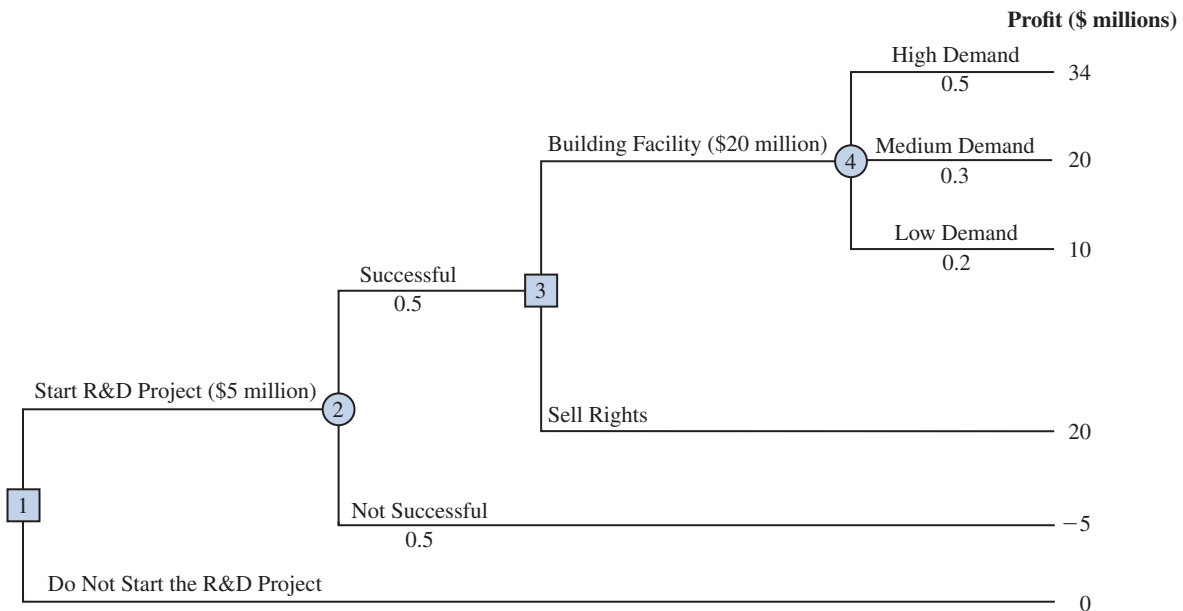 Profit ($ millions)
High Demand
34
0.5
Building Facility ($20 million)
4
Medium Demand
20
0.3
Low Demand
10
0.2
Successful
3
0.5
Start R&D Project ($5 million)
2
Sell Rights
20
1
Not Successful
−5
0.5
Do Not Start the R&D Project
0